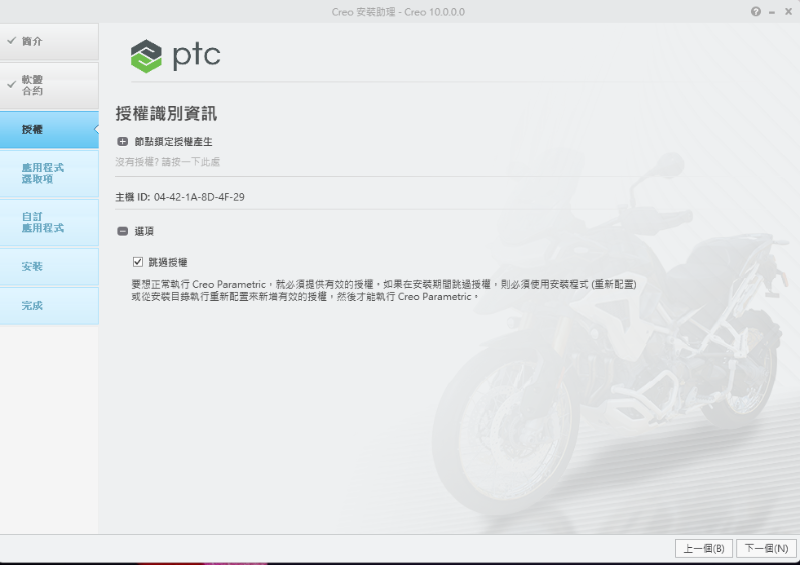 Creo 安裝助理 - Creo 10.0.0.0
簡介
ptc
軟體
合約
授權識別資訊
授權
節點鎖定授權產生
沒有授權? 請按一下此處
應用程式
選取項
主機 ID: 04-42-1A-8D-4F-29
自訂
應用程式
選項
安裝
跳過授權
要想正常執行 Creo Parametric，就必須提供有效的授權。如果在安裝期間跳過授權，則必須使用安裝程式 (重新配置)
或從安裝目錄執行重新配置來新增有效的授權，然後才能執行 Creo Parametric。
完成
上一個(B)
下一個(N)